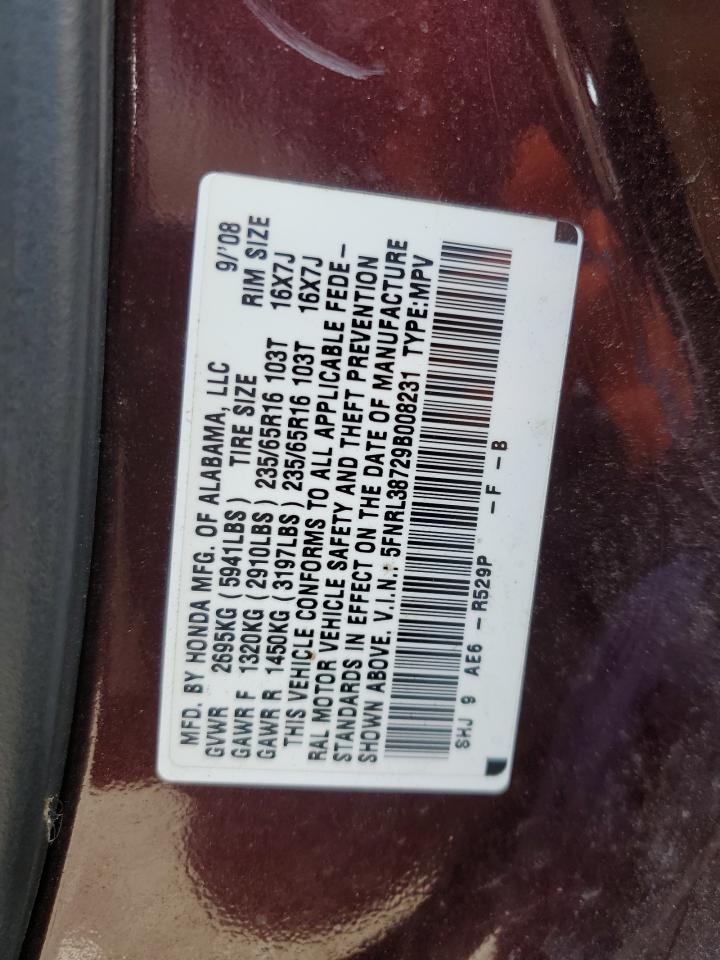 MFD. BY HONDA MFG. OF ALABAMA, LLC 9/'08
GVWR 2695KG (5941LBS) TIRE SIZE RIM SIZE
GAWR F 1320KG (2910LBS) 235/65R16 103T 16X7J
GAWR R 1450KG (3197LBS) 235/65R16 103T 16X7J
THIS VEHICLE CONFORMS TO ALL APPLICABLE FEDE-
RAL MOTOR VEHICLE SAFETY AND THEFT PREVENTION
STANDARDS IN EFFECT ON THE DATE OF MANUFACTURE
SHOWN ABOVE. V.I.N.: 5FNRL38729B008231 TYPE:MPV
SHJ 9 AE6 -R529P -F -B